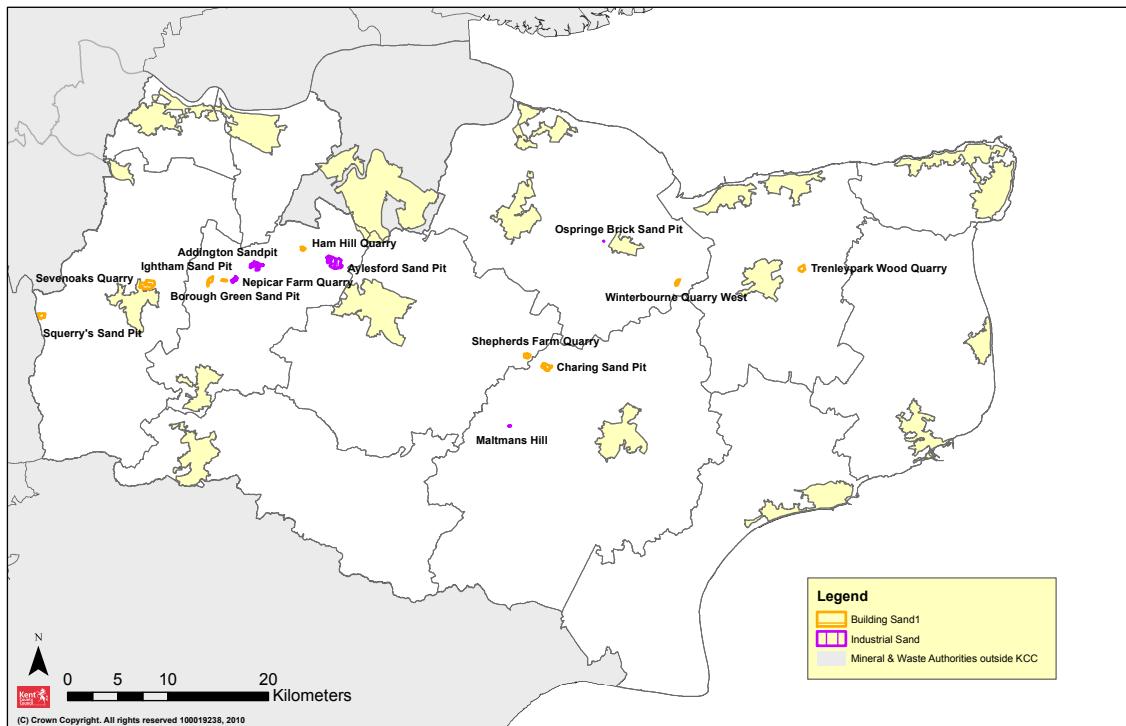 Ham Hill Quarry
Addington Sandpit
Ospringe Brick Sand Pit
Ightham Sand Pit
Aylesford Sand Pit
Trenleypark Wood Quarry
Sevenoaks Quarry
Nepicar Farm Quarry
Borough Green Sand Pit
Winterbourne Quarry West
Squerry's Sand Pit
Shepherds Farm Quarry
Charing Sand Pit
Maltmans Hill
Legend
Building Sand1
Industrial Sand
Mineral & Waste Authorities outside KCC
N
0 5 10 20
Kilometers
Kent
County
Council
(C) Crown Copyright. All rights reserved 100019238, 2010